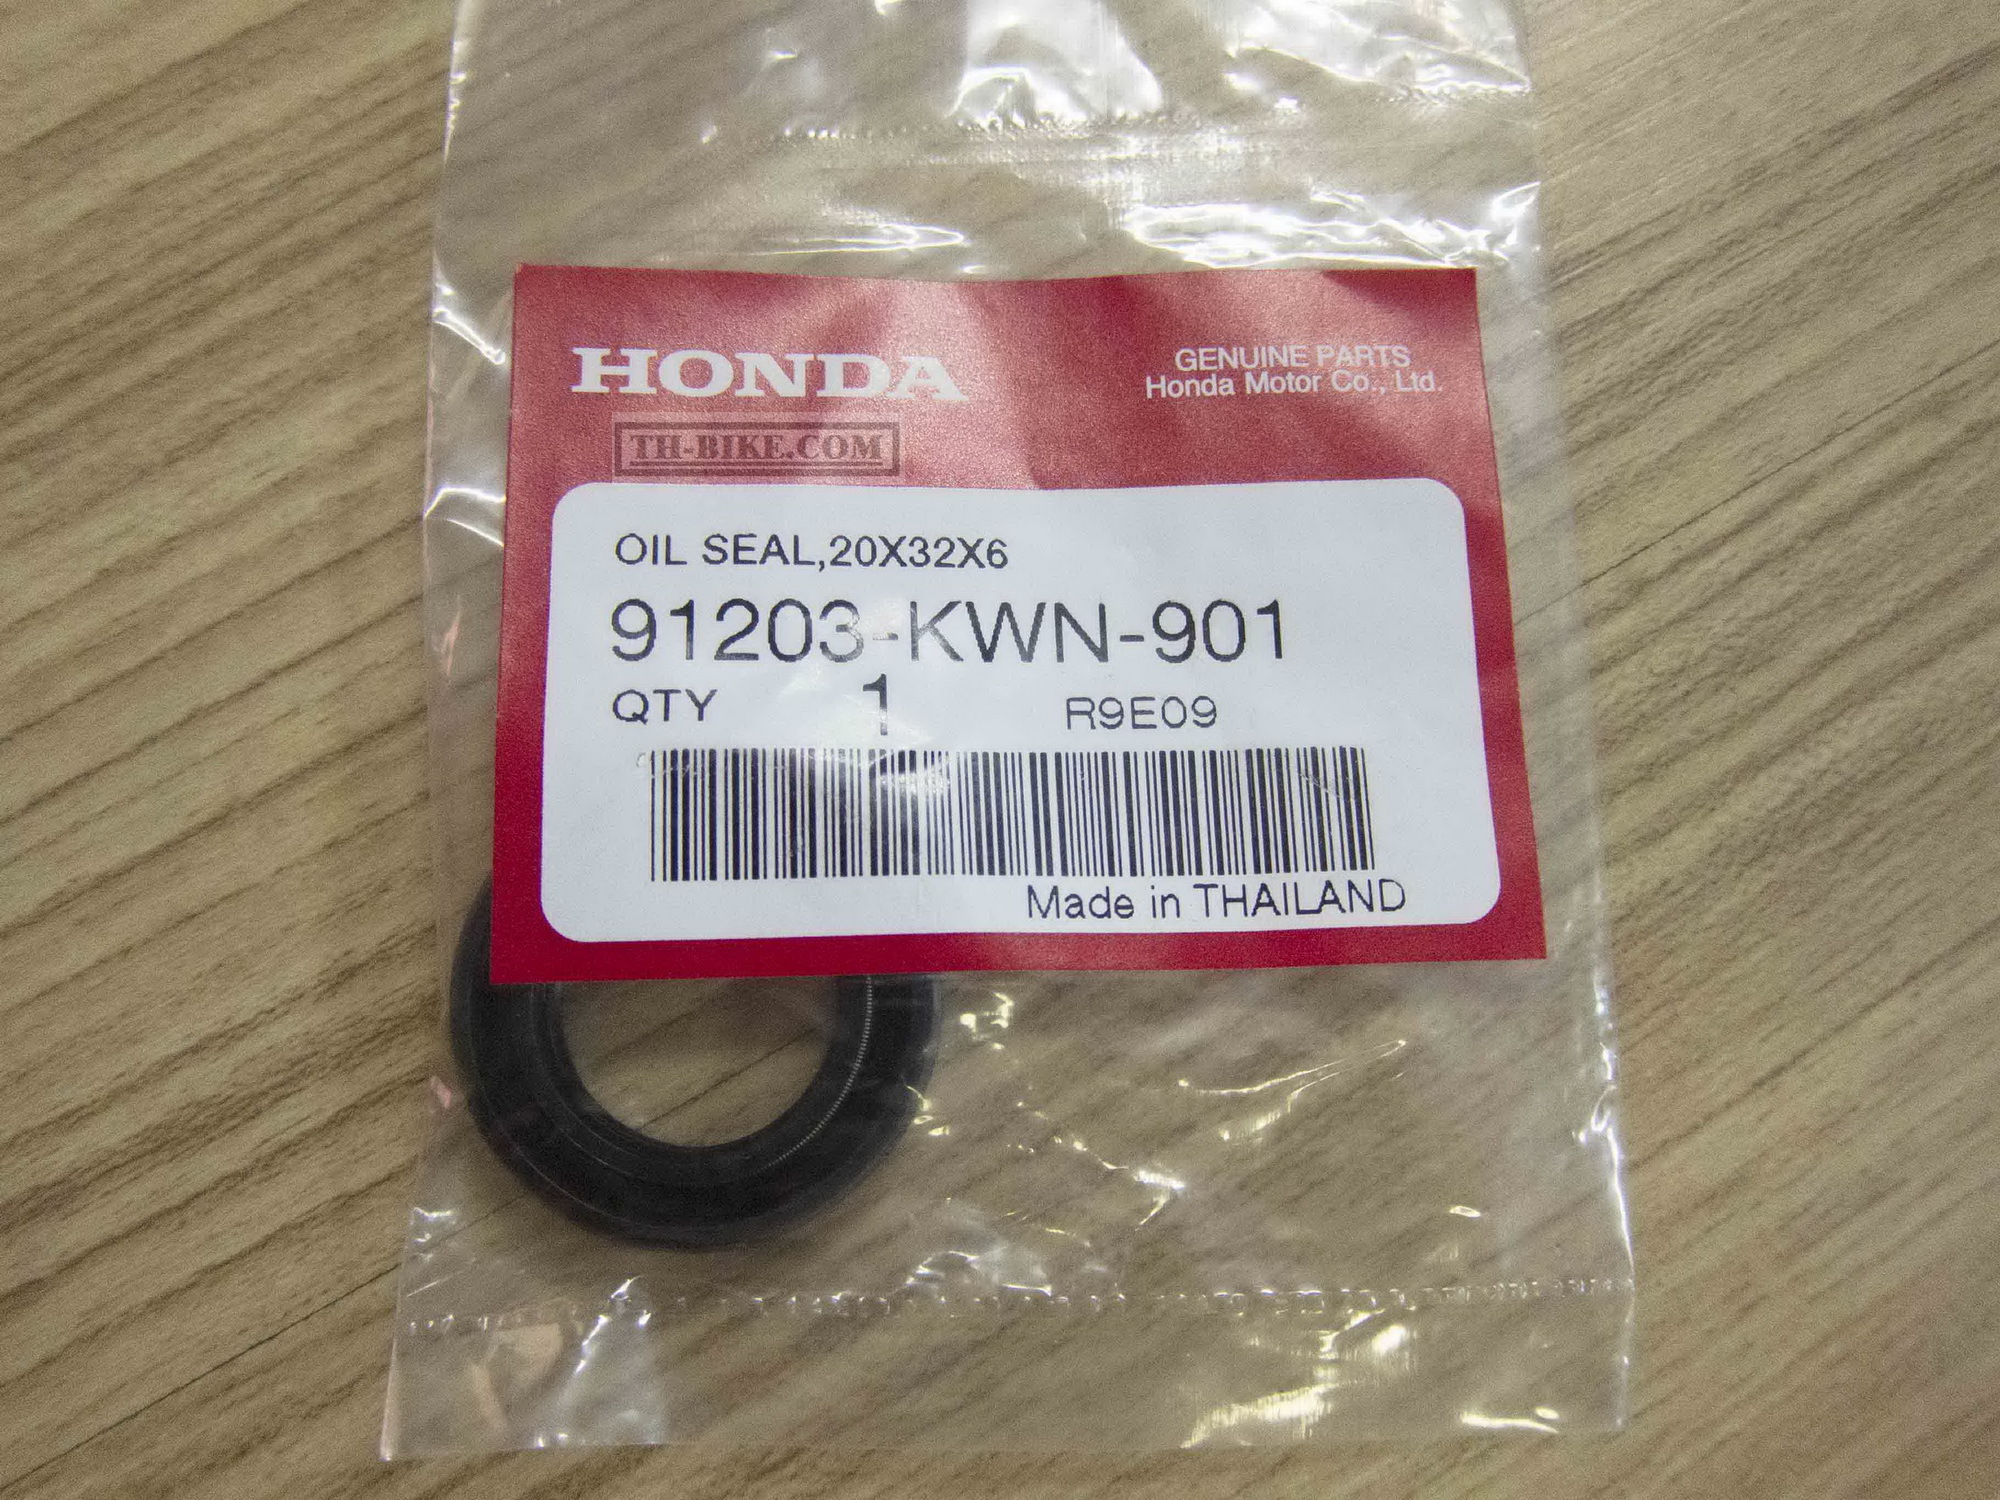 HONDA
GENUINE PARTS
Honda Motor Co., Ltd.
TH-BIKE.COM
OIL SEAL,20X32X6
91203-KWN-901
QTY 1 R9E09
Made in THAILAND